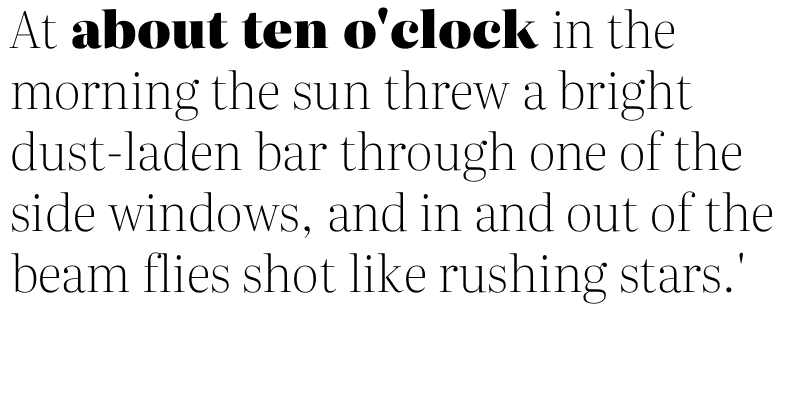 At about ten o'clock in the
morning the sun threw a bright
dust-laden bar through one of the
side windows, and in and out of the
beam flies shot like rushing stars.'